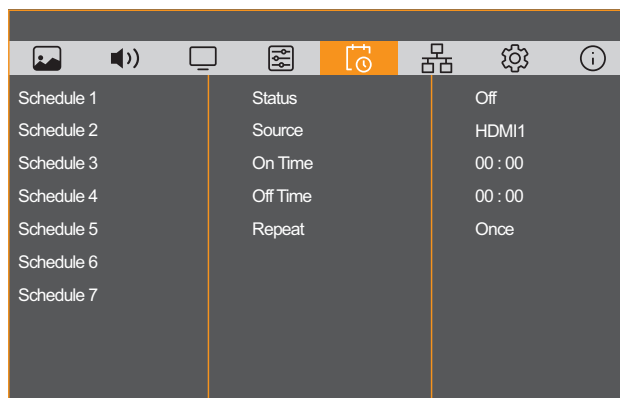 Schedule 1 Status Off
Schedule 2 Source HDMI1
Schedule 3 On Time 00 : 00
Schedule 4 Off Time 00 : 00
Schedule 5 Repeat Once
Schedule 6
Schedule 7